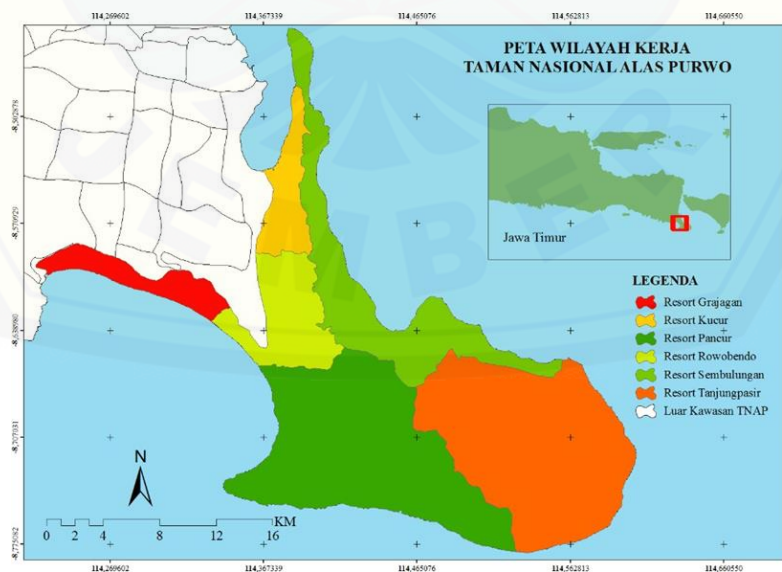 114,269602 114,367339 114,465076 114,562813 114,660550
PETA WILAYAH KERJA
TAMAN NASIONAL ALAS PURWO
-8,502878
-8,570929
-8,638980
-8,707031
-8,775082
Jawa Timur
LEGENDA
Resort Grajagan
Resort Kucur
Resort Pancur
Resort Rowobendo
Resort Sembulungan
Resort Tanjungpasir
Luar Kawasan TNAP
N
KM
0 2 4 8 12 16
114,269602 114,367339 114,465076 114,562813 114,660550
JEMBER